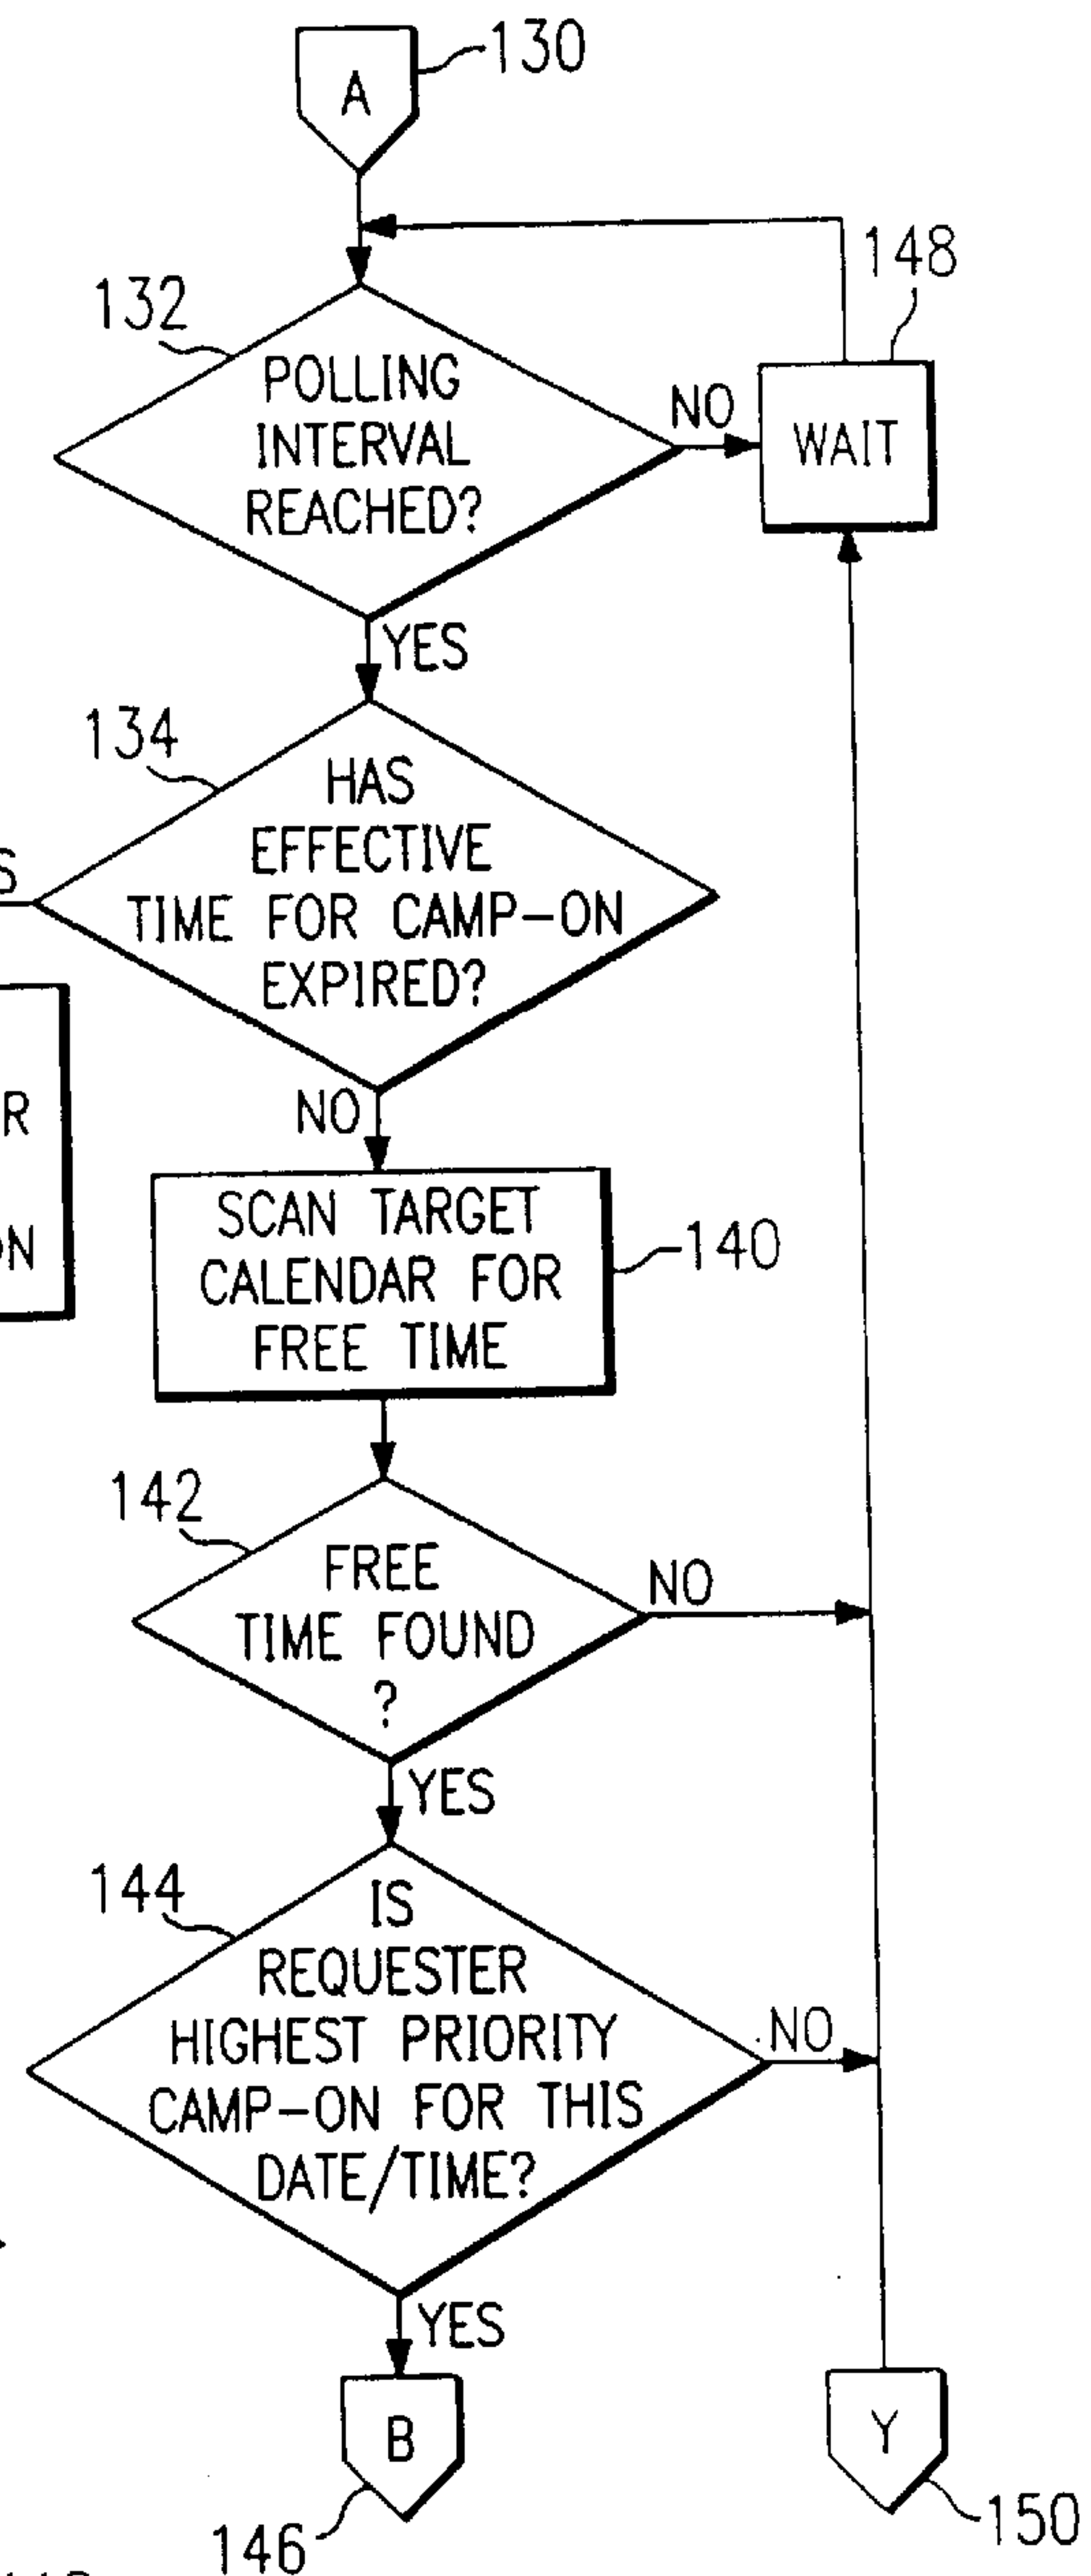 A
130
148
132
POLLING
INTERVAL
REACHED?
NO
WAIT
YES
134
HAS
EFFECTIVE
TIME FOR CAMP-ON
EXPIRED?
S
R
ON
NO
SCAN TARGET
CALENDAR FOR
FREE TIME
140
142
FREE
TIME FOUND
?
NO
YES
144
IS
REQUESTER
HIGHEST PRIORITY
CAMP-ON FOR THIS
DATE/TIME?
NO
YES
B
Y
146
150